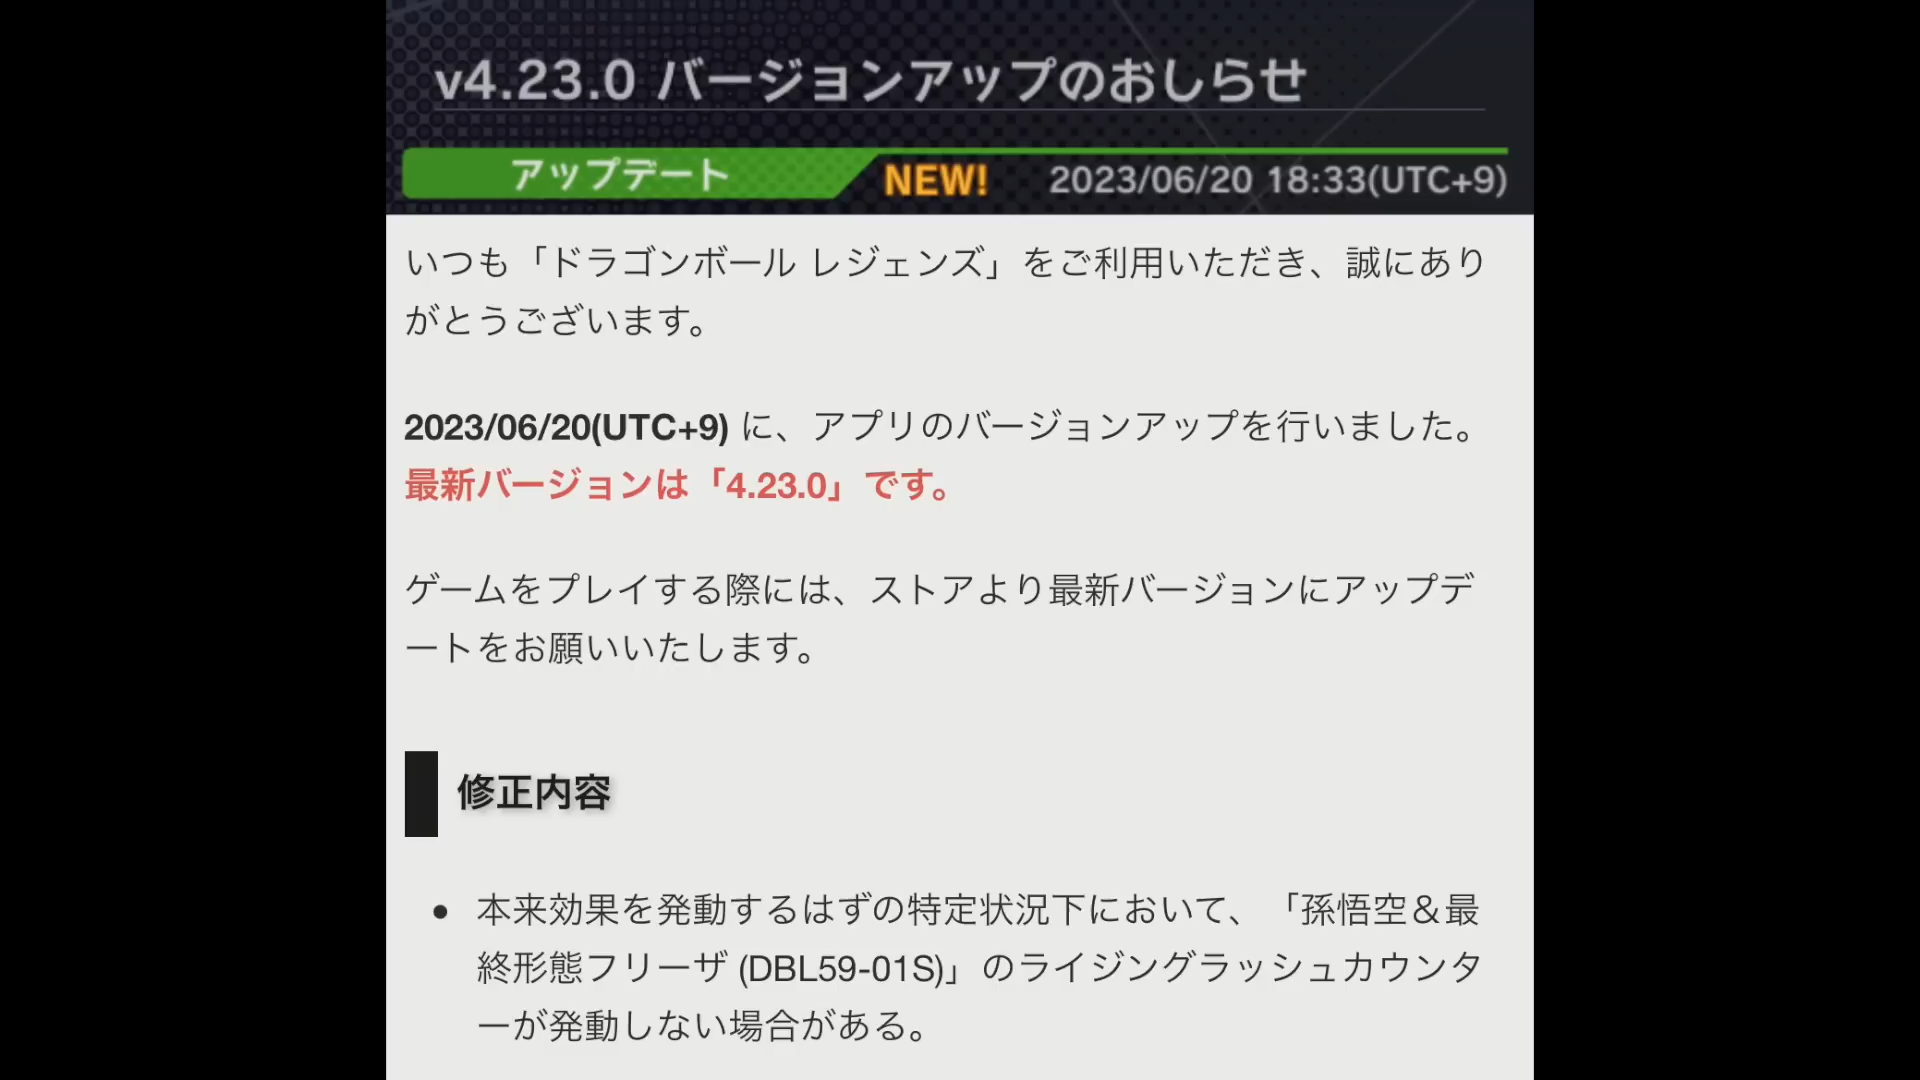 v4.23.0 バージョンアップのおしらせ
アップデート NEW! 2023/06/20 18:33(UTC+9)
いつも「ドラゴンボール レジェンズ」をご利用いただき、誠にあり
がとうございます。
2023/06/20(UTC+9) に、アプリのバージョンアップを行いました。
最新バージョンは「4.23.0」です。
ゲームをプレイする際には、ストアより最新バージョンにアップデ
ートをお願いいたします。
修正内容
• 本来効果を発動するはずの特定状況下において、「孫悟空＆最
終形態フリーザ (DBL59-01S)」のライジングラッシュカウンタ
ーが発動しない場合がある。